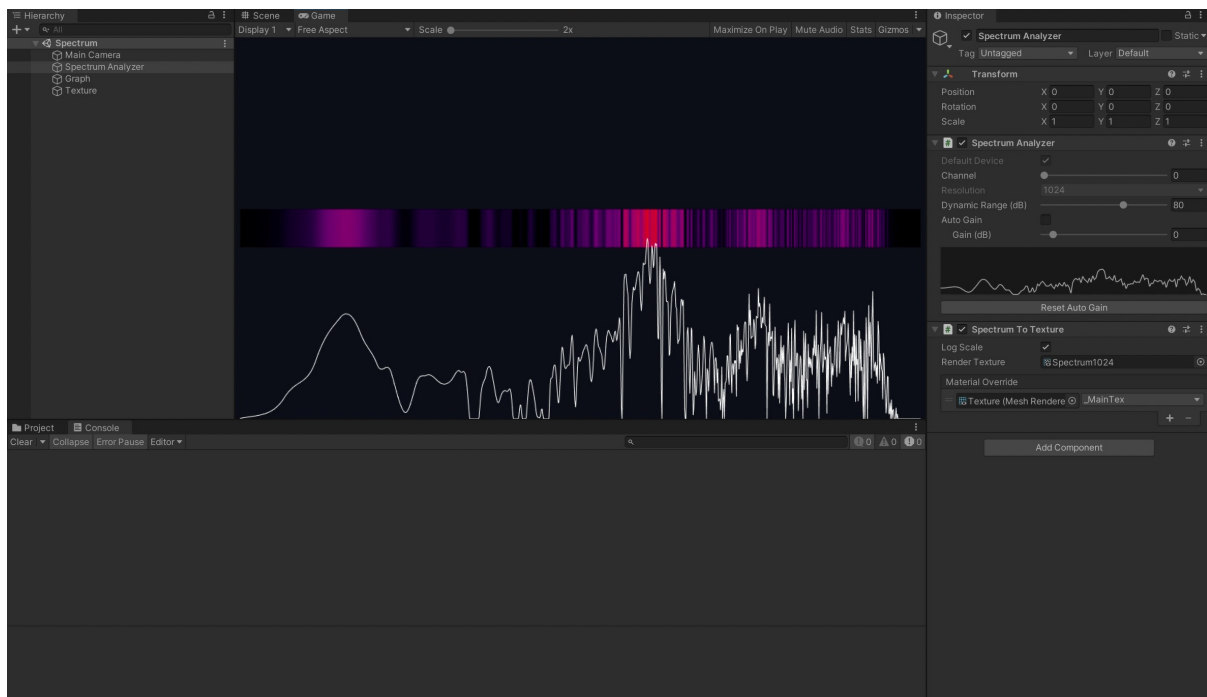 Hierarchy
All
Spectrum
Main Camera
Spectrum Analyzer
Graph
Texture
Scene Game
Display 1 Free Aspect Scale 2x Maximize On Play Mute Audio Stats Gizmos
Project Console
Clear Collapse Error Pause Editor 0 0 0
Inspector
Spectrum Analyzer Static
Tag Untagged Layer Default
Transform
Position X 0 Y 0 Z 0
Rotation X 0 Y 0 Z 0
Scale X 1 Y 1 Z 1
Spectrum Analyzer
Default Device
Channel 0
Resolution 1024
Dynamic Range (dB) 80
Auto Gain
Gain (dB) 0
Reset Auto Gain
Spectrum To Texture
Log Scale
Render Texture Spectrum1024
Material Override
Texture (Mesh Rendere _MainTex
Add Component